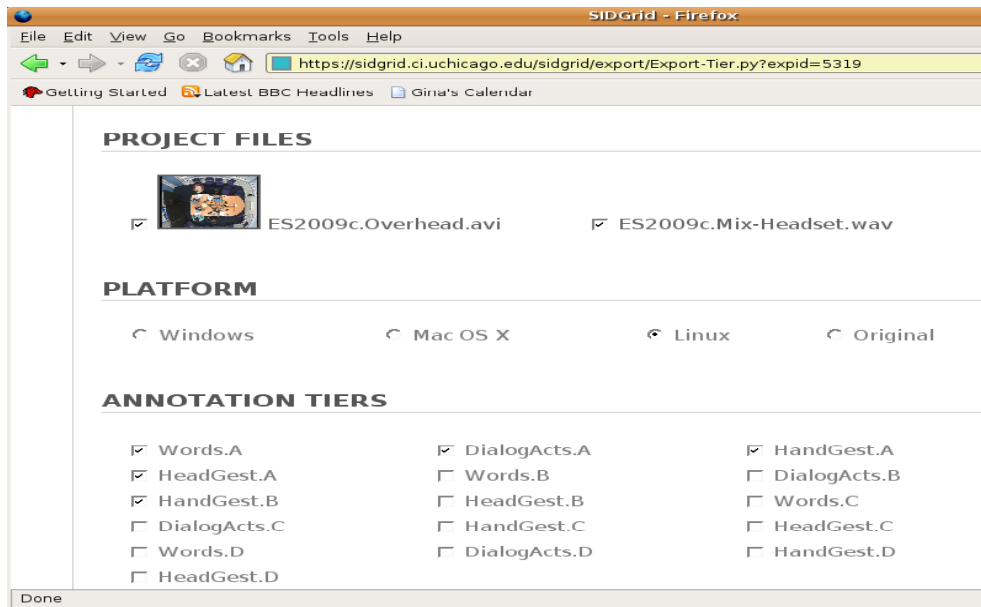 SIDGrid - Firefox
File Edit View Go Bookmarks Tools Help
https://sidgrid.ci.uchicago.edu/sidgrid/export/Export-Tier.py?expid=5319
Getting Started Latest BBC Headlines Gina's Calendar
PROJECT FILES
ES2009c.Overhead.avi ES2009c.Mix-Headset.wav
PLATFORM
Windows Mac OS X Linux Original
ANNOTATION TIERS
Words.A DialogActs.A HandGest.A
HeadGest.A Words.B DialogActs.B
HandGest.B HeadGest.B Words.C
DialogActs.C HandGest.C HeadGest.C
Words.D DialogActs.D HandGest.D
HeadGest.D
Done